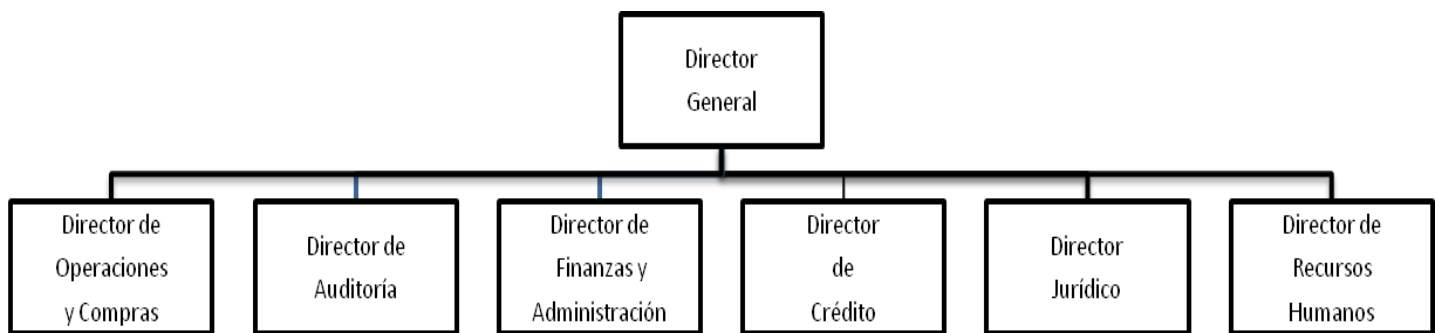 Director
General
Director de
Operaciones
y Compras
Director de
Auditoría
Director de
Finanzas y
Administración
Director
de
Crédito
Director
Jurídico
Director de
Recursos
Humanos